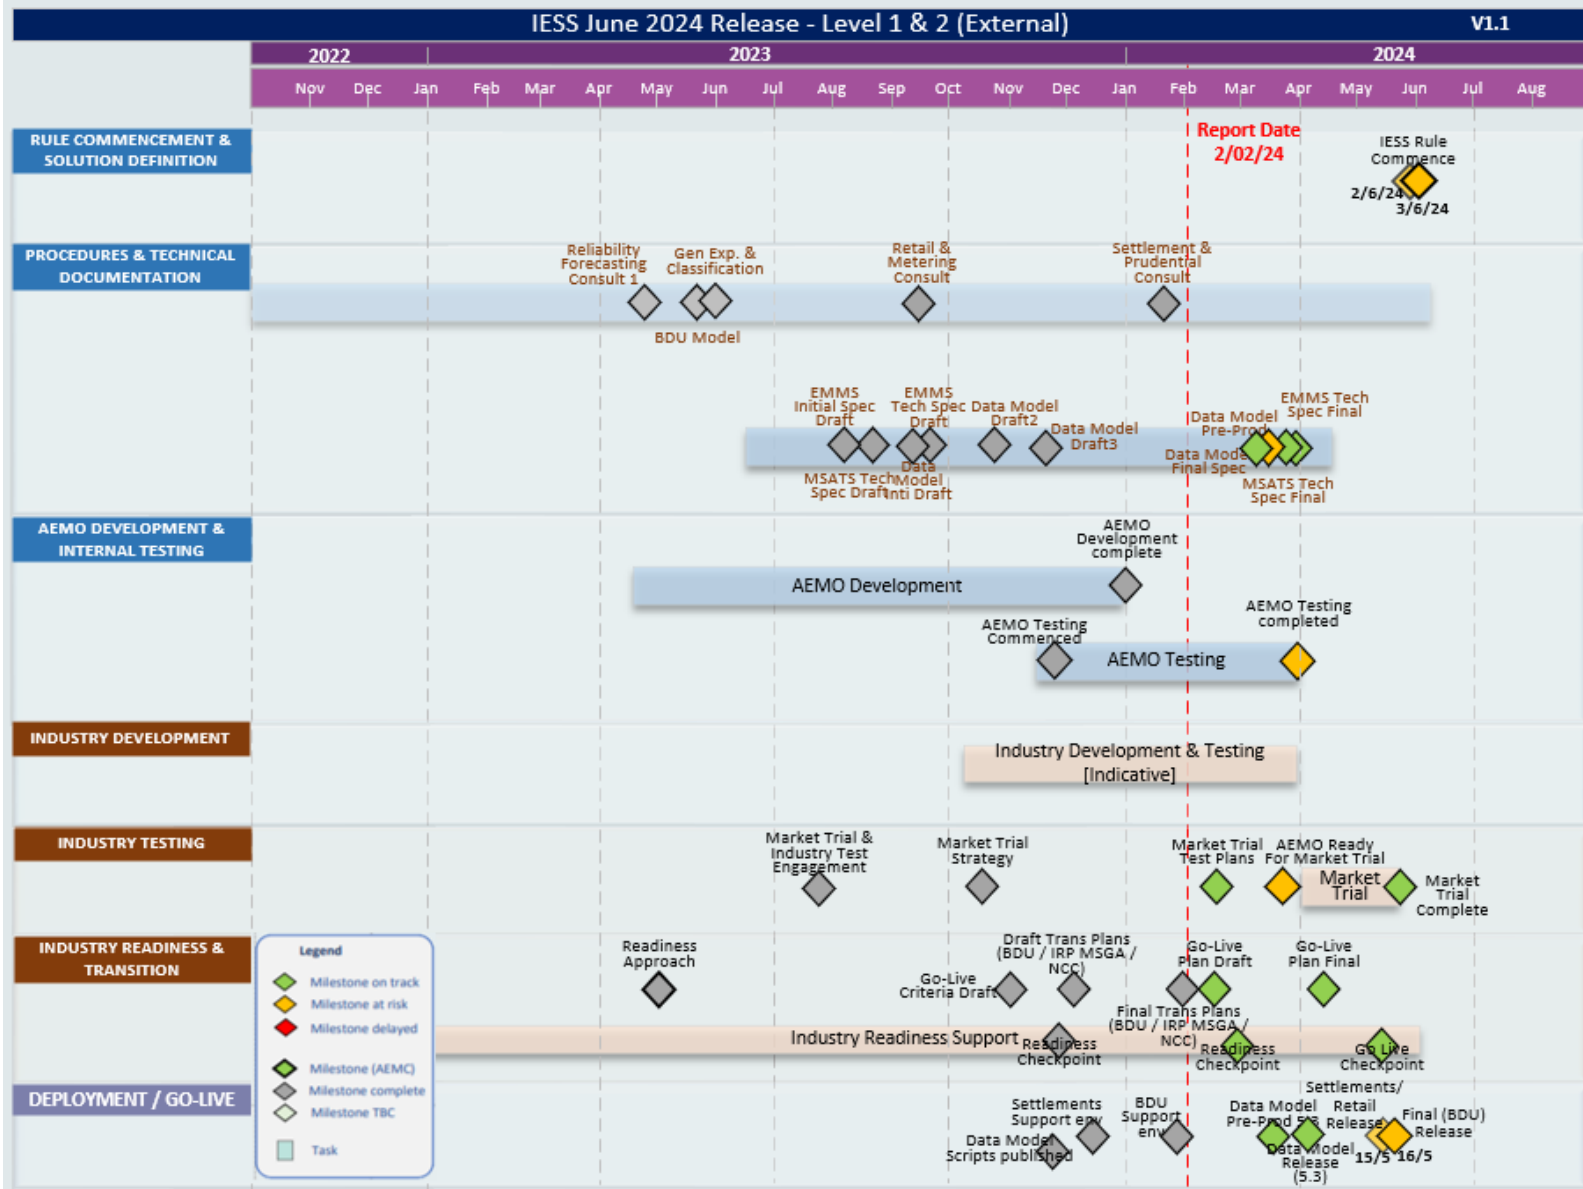 IESS June 2024 Release - Level 1 & 2 (External)
V1.1
2022
2023
2024
Nov Dec Jan Feb Mar Apr May Jun Jul Aug Sep Oct Nov Dec Jan Feb Mar Apr May Jun Jul Aug
RULE COMMENCEMENT &
SOLUTION DEFINITION
Report Date
2/02/24
IESS Rule
Commence
2/6/24
3/6/24
PROCEDURES & TECHNICAL
DOCUMENTATION
Reliability
Forecasting
Consult 1
Gen Exp. &
Classification
BDU Model
Retail &
Metering
Consult
Settlement &
Prudential
Consult
EMMS
Initial Spec
Draft
MSATS Tech
Spec Draft
EMMS
Tech Spec
Draft
Data
Model
Inti Draft
Data Model
Draft2
Data Model
Draft3
Data Model
Pre-Prod
Data Model
Final Spec
EMMS Tech
Spec Final
MSATS Tech
Spec Final
AEMO DEVELOPMENT &
INTERNAL TESTING
AEMO Development
AEMO
Development
complete
AEMO Testing
Commenced
AEMO Testing
AEMO Testing
completed
INDUSTRY DEVELOPMENT
Industry Development & Testing
[Indicative]
INDUSTRY TESTING
Market Trial &
Industry Test
Engagement
Market Trial
Strategy
Market Trial
Test Plans
AEMO Ready
For Market Trial
Market
Trial
Market
Trial
Complete
INDUSTRY READINESS &
TRANSITION
Readiness
Approach
Go-Live
Criteria Draft
Draft Trans Plans
(BDU / IRP MSGA /
NCC)
Final Trans Plans
(BDU / IRP MSGA /
NCC)
Go-Live
Plan Draft
Go-Live
Plan Final
Industry Readiness Support
Readiness
Checkpoint
Readiness
Checkpoint
Go Live
Checkpoint
Legend
Milestone on track
Milestone at risk
Milestone delayed
Milestone (AEMC)
Milestone complete
Milestone TBC
Task
DEPLOYMENT / GO-LIVE
Data Model
Scripts published
Settlements
Support env
BDU
Support
env
Data Model
Pre-Prod 5.3
Data Model
Release
(5.3)
Settlements/
Retail
Release
15/5
16/5
Final (BDU)
Release